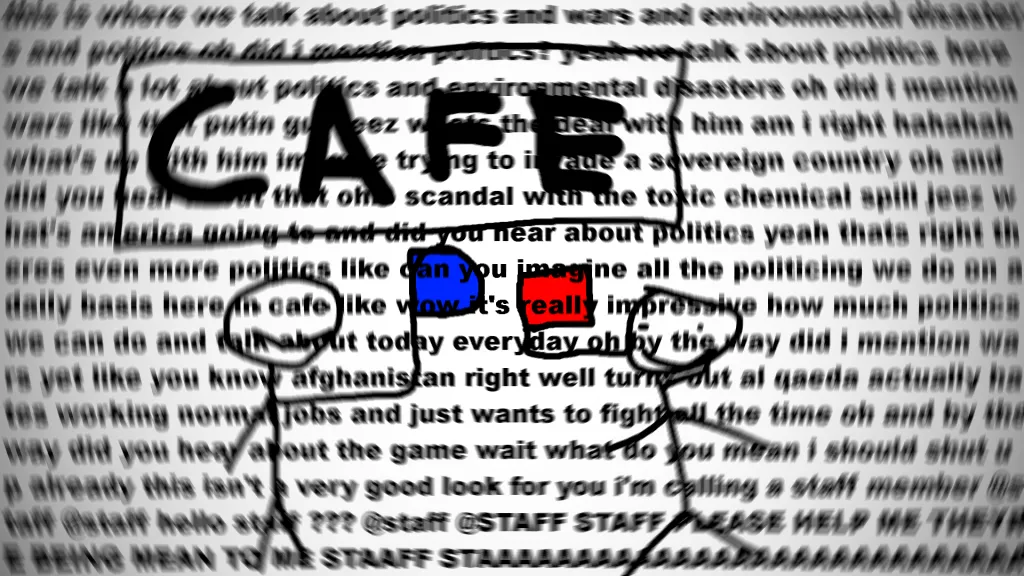 this is where we talk about politics and wars and environmental disaster
s and politics oh did i mention politics? yeah we talk about politics here
we talk a lot about politics and environmental disasters oh did i mention
wars like that putin gu eez w ts the deal with him am i right hahahah
what's up with him im e trying to invade a sovereign country oh and
did you hear about that ohio scandal with the toxic chemical spill jees w
hat's america going to and did you hear about politics yeah thats right th
eres even more politics like can you imagine all the politicing we do on a
daily basis here in cafe like wow it's really impressive how much politics
we can do and talk about today everyday oh by the way did i mention wa
rs yet like you know afghanistan right well turns out al qaeda actually ha
tes working normal jobs and just wants to fight all the time oh and by the
way did you hear about the game wait what do you mean i should shut u
p already this isn't a very good look for you i'm calling a staff member @s
taff @staff hello staff ??? @staff @STAFF STAFF PLEASE HELP ME THEYR
E BEING MEAN TO ME STAAFF STAAAAAAAAAAAAAAAAAAAAAAAAAAAAAAA
CAFE